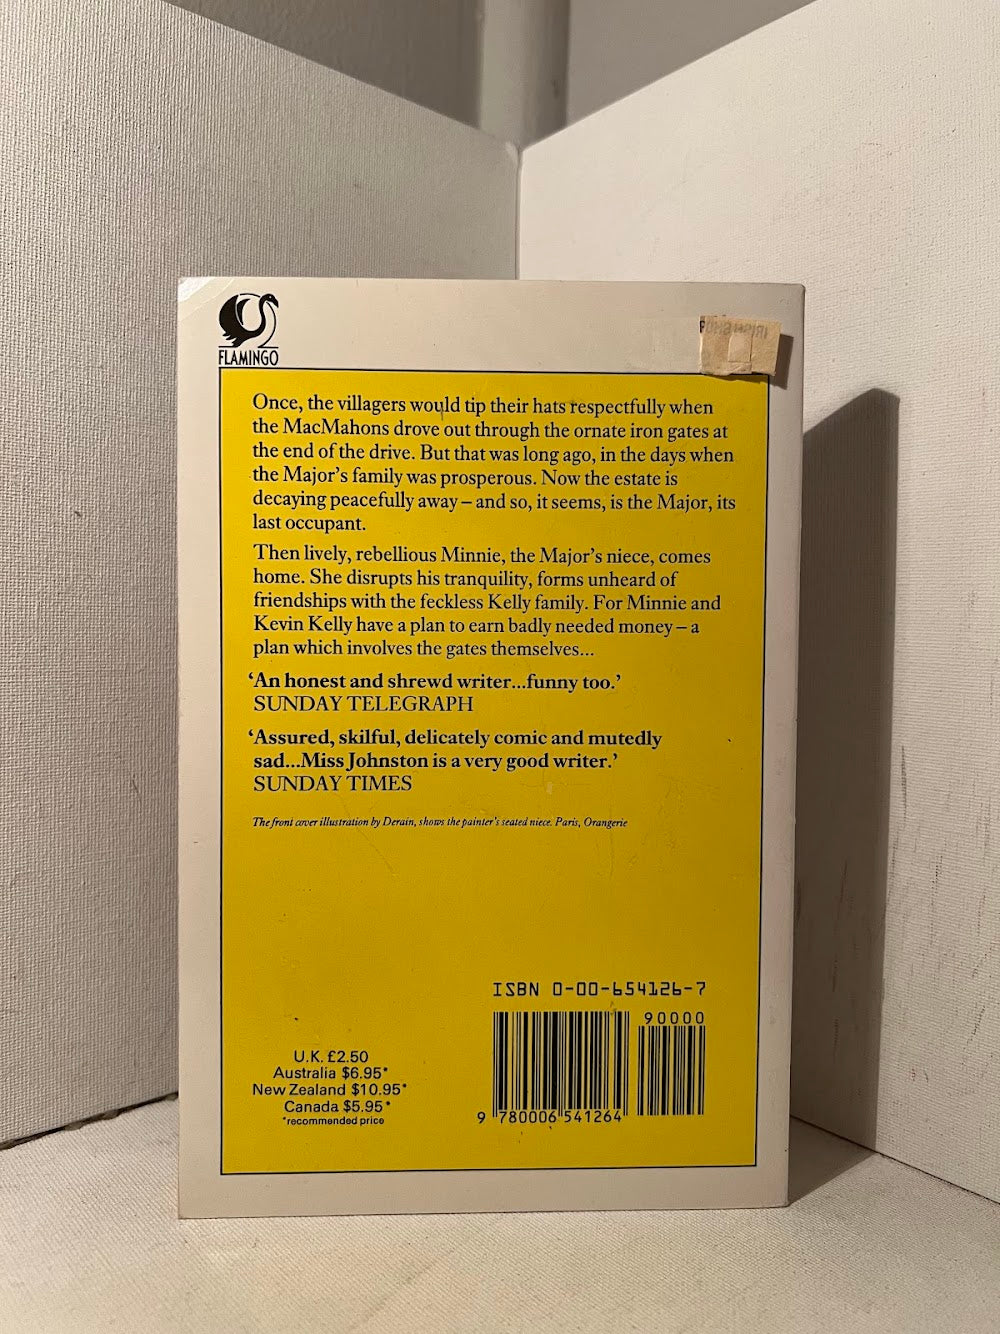 FLAMINGO
Once, the villagers would tip their hats respectfully when
the MacMahons drove out through the ornate iron gates at
the end of the drive. But that was long ago, in the days when
the Major's family was prosperous. Now the estate is
decaying peacefully away – and so, it seems, is the Major, its
last occupant.
Then lively, rebellious Minnie, the Major's niece, comes
home. She disrupts his tranquility, forms unheard of
friendships with the feckless Kelly family. For Minnie and
Kevin Kelly have a plan to earn badly needed money – a
plan which involves the gates themselves...
‘An honest and shrewd writer...funny too.’
SUNDAY TELEGRAPH
‘Assured, skilful, delicately comic and mutedly
sad...Miss Johnston is a very good writer.’
SUNDAY TIMES
The front cover illustration by Derain, shows the painter's seated niece. Paris, Orangerie
ISBN 0-00-654126-7
90000
9 780006 541264
U.K. £2.50
Australia $6.95*
New Zealand $10.95*
Canada $5.95*
*recommended price